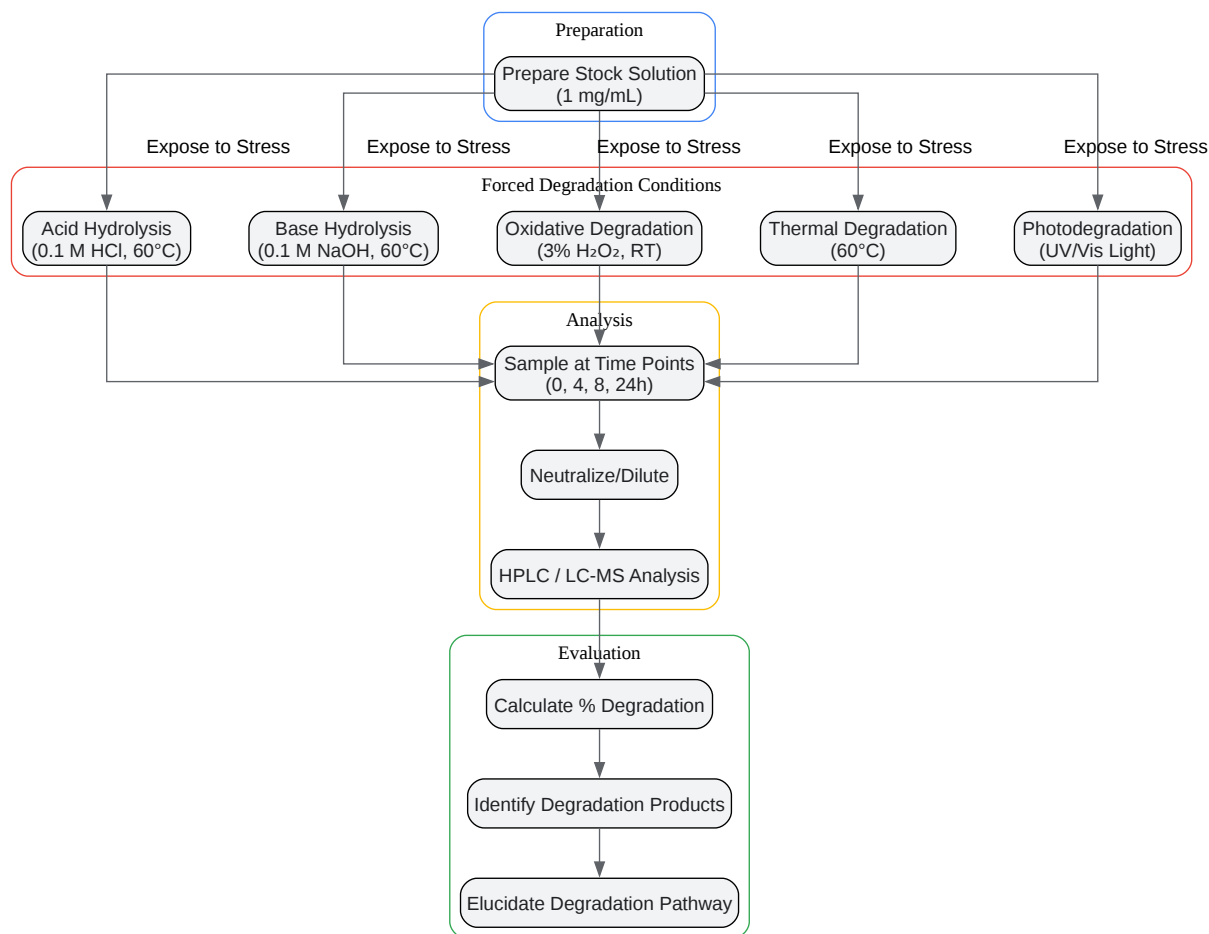 Preparation
Prepare Stock Solution
(1 mg/mL)
Expose to Stress
Expose to Stress
Expose to Stress
Expose to Stress
Expose to Stress
Forced Degradation Conditions
Acid Hydrolysis
(0.1 M HCl, 60°C)
Base Hydrolysis
(0.1 M NaOH, 60°C)
Oxidative Degradation
(3% H₂O₂, RT)
Thermal Degradation
(60°C)
Photodegradation
(UV/Vis Light)
Analysis
Sample at Time Points
(0, 4, 8, 24h)
Neutralize/Dilute
HPLC / LC-MS Analysis
Evaluation
Calculate % Degradation
Identify Degradation Products
Elucidate Degradation Pathway